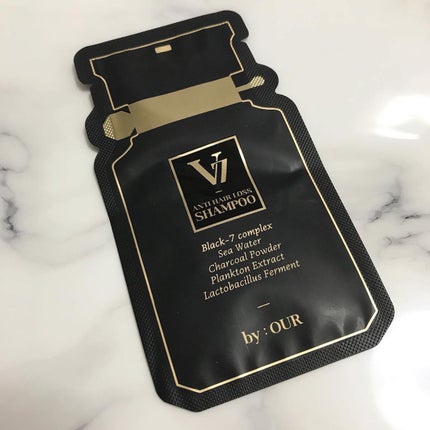 V7
ANTI HAIR LOSS
SHAMPOO
Black-7 complex
Sea Water
Charcoal Powder
Plankton Extract
Lactobacillus Ferment
by : OUR